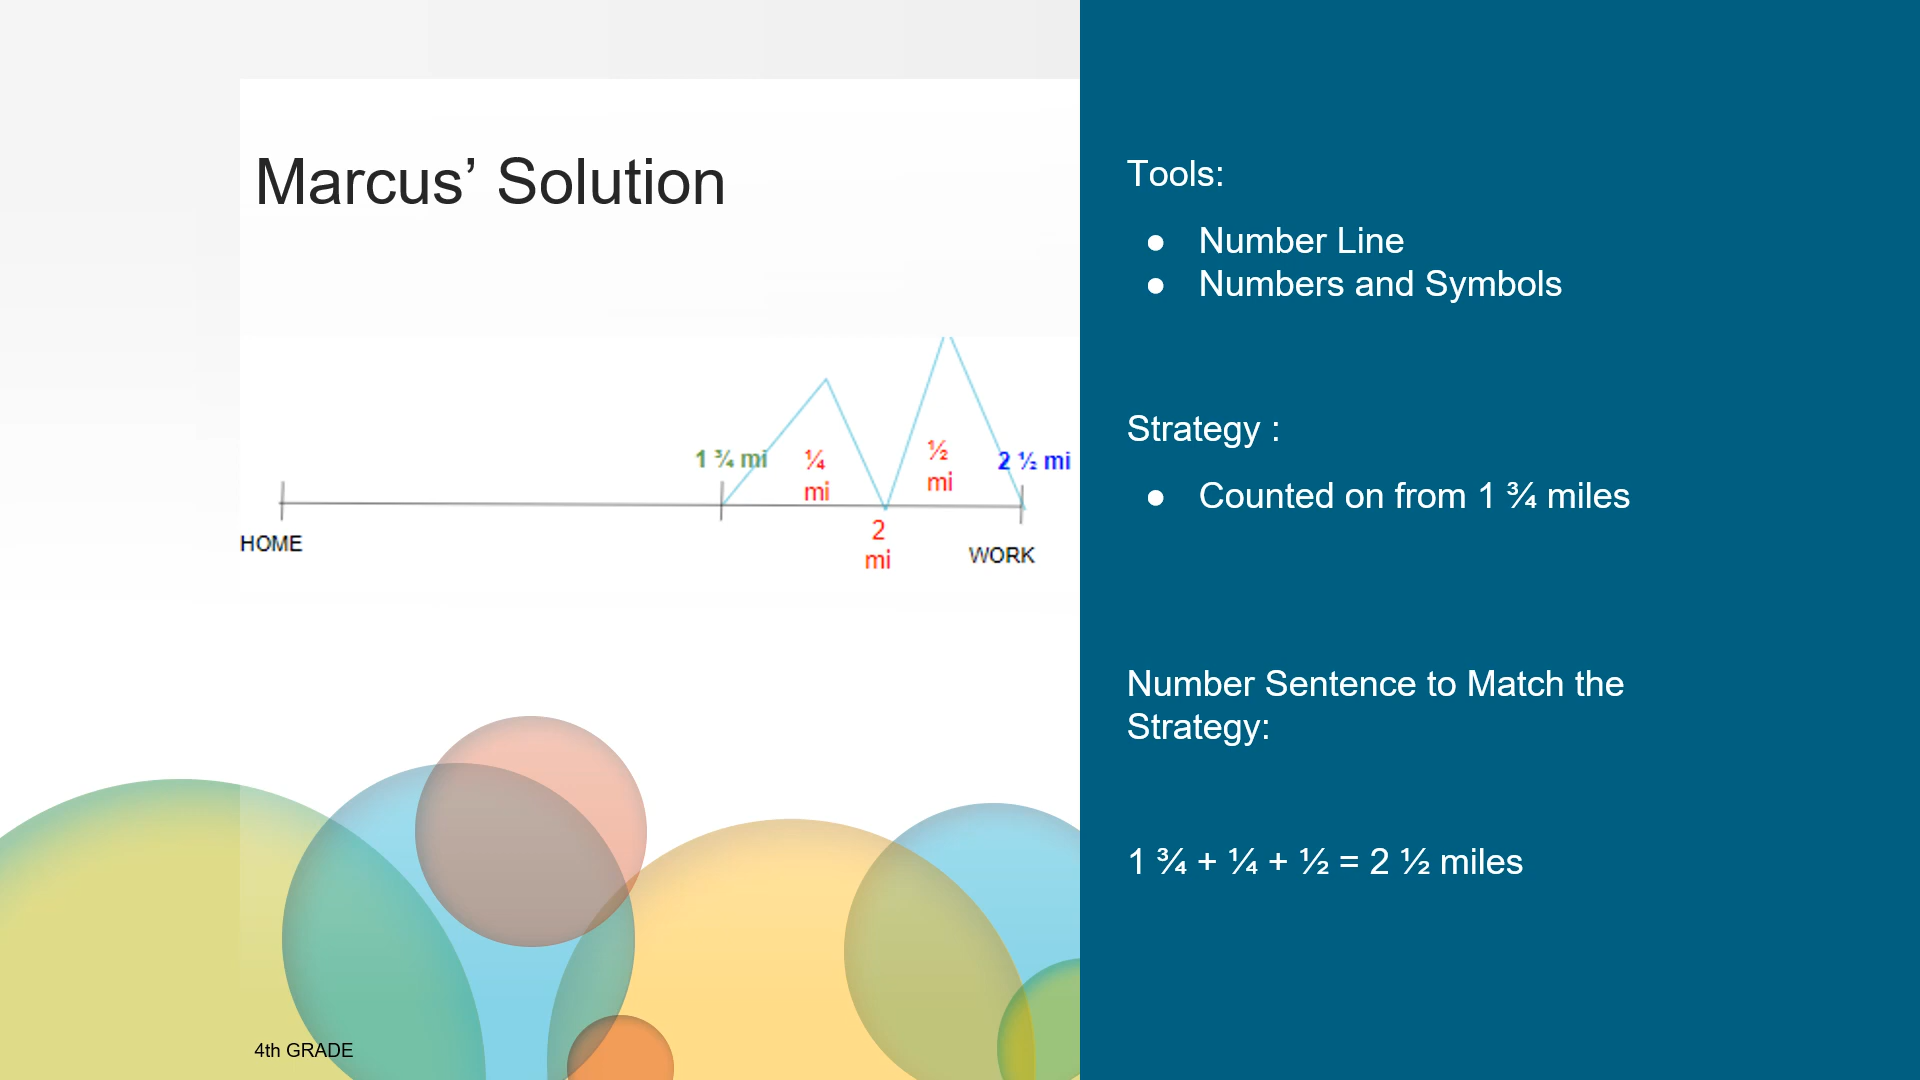 Marcus’ Solution
1 ¾ mi
¼
mi
½
mi
2 ½ mi
2
mi
HOME
WORK
4th GRADE
Tools:
● Number Line
● Numbers and Symbols
Strategy :
● Counted on from 1 ¾ miles
Number Sentence to Match the
Strategy:
1 ¾ + ¼ + ½ = 2 ½ miles